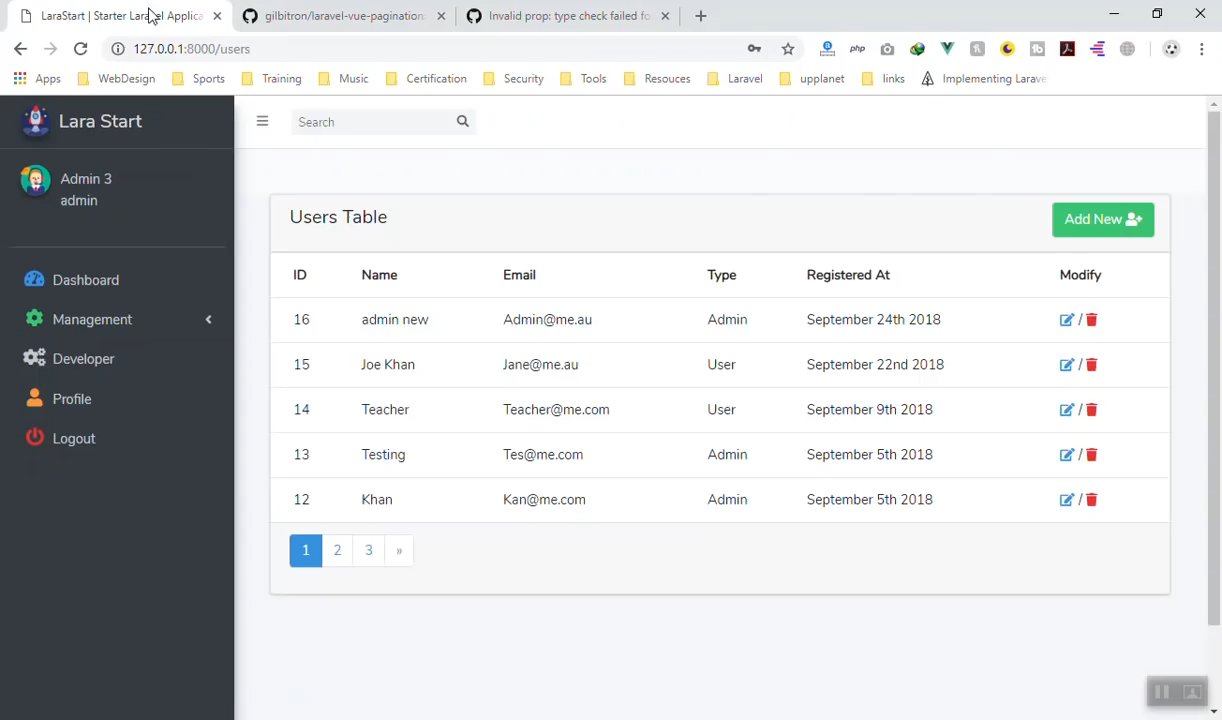 LaraStart | Starter Laravel Applica
gilbitron/laravel-vue-pagination:
Invalid prop: type check failed fo
127.0.0.1:8000/users
php
Apps
WebDesign
Sports
Training
Music
Certification
Security
Tools
Resouces
Laravel
upplanet
links
Implementing Larave
Lara Start
Search
Admin 3
admin
Dashboard
Management
Developer
Profile
Logout
Users Table
Add New
ID Name Email Type Registered At Modify
16 admin new Admin@me.au Admin September 24th 2018 /
15 Joe Khan Jane@me.au User September 22nd 2018 /
14 Teacher Teacher@me.com User September 9th 2018 /
13 Testing Tes@me.com Admin September 5th 2018 /
12 Khan Kan@me.com Admin September 5th 2018 /
1 2 3 »